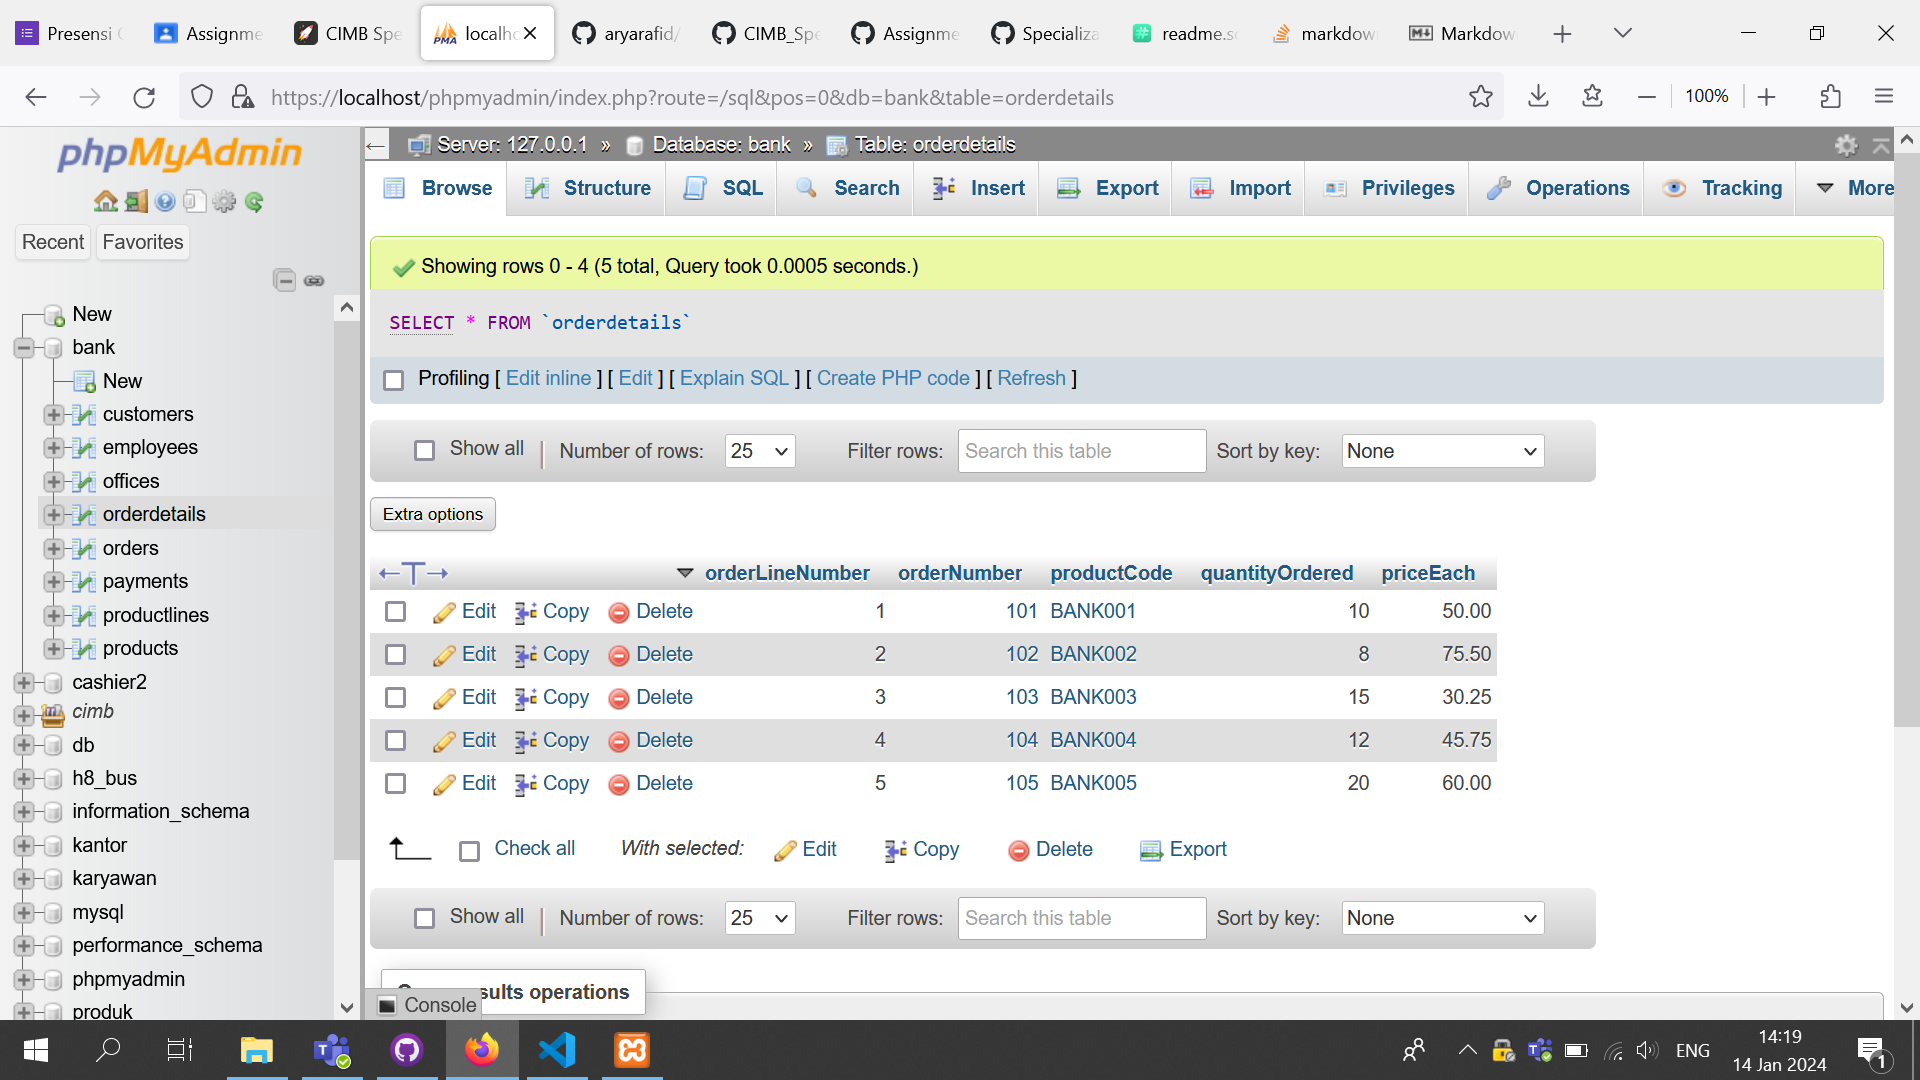 Presensi
Assignme
CIMB Spe
localho
aryarafid/
CIMB_Spe
Assignme
Specializa
readme.so
markdown
Markdow
https://localhost/phpmyadmin/index.php?route=/sql&pos=0&db=bank&table=orderdetails
100%
phpMyAdmin
Recent
Favorites
New
bank
New
customers
employees
offices
orderdetails
orders
payments
productlines
products
cashier2
cimb
db
h8_bus
information_schema
kantor
karyawan
mysql
performance_schema
phpmyadmin
produk
Server: 127.0.0.1 » Database: bank » Table: orderdetails
Browse Structure SQL Search Insert Export Import Privileges Operations Tracking More
Showing rows 0 - 4 (5 total, Query took 0.0005 seconds.)
SELECT * FROM `orderdetails`
Profiling [ Edit inline ] [ Edit ] [ Explain SQL ] [ Create PHP code ] [ Refresh ]
Show all Number of rows: 25 Filter rows: Search this table Sort by key: None
Extra options
←T→ orderLineNumber orderNumber productCode quantityOrdered priceEach
Edit Copy Delete 1 101 BANK001 10 50.00
Edit Copy Delete 2 102 BANK002 8 75.50
Edit Copy Delete 3 103 BANK003 15 30.25
Edit Copy Delete 4 104 BANK004 12 45.75
Edit Copy Delete 5 105 BANK005 20 60.00
Check all With selected: Edit Copy Delete Export
Show all Number of rows: 25 Filter rows: Search this table Sort by key: None
sults operations
Console
ENG
14:19
14 Jan 2024
1